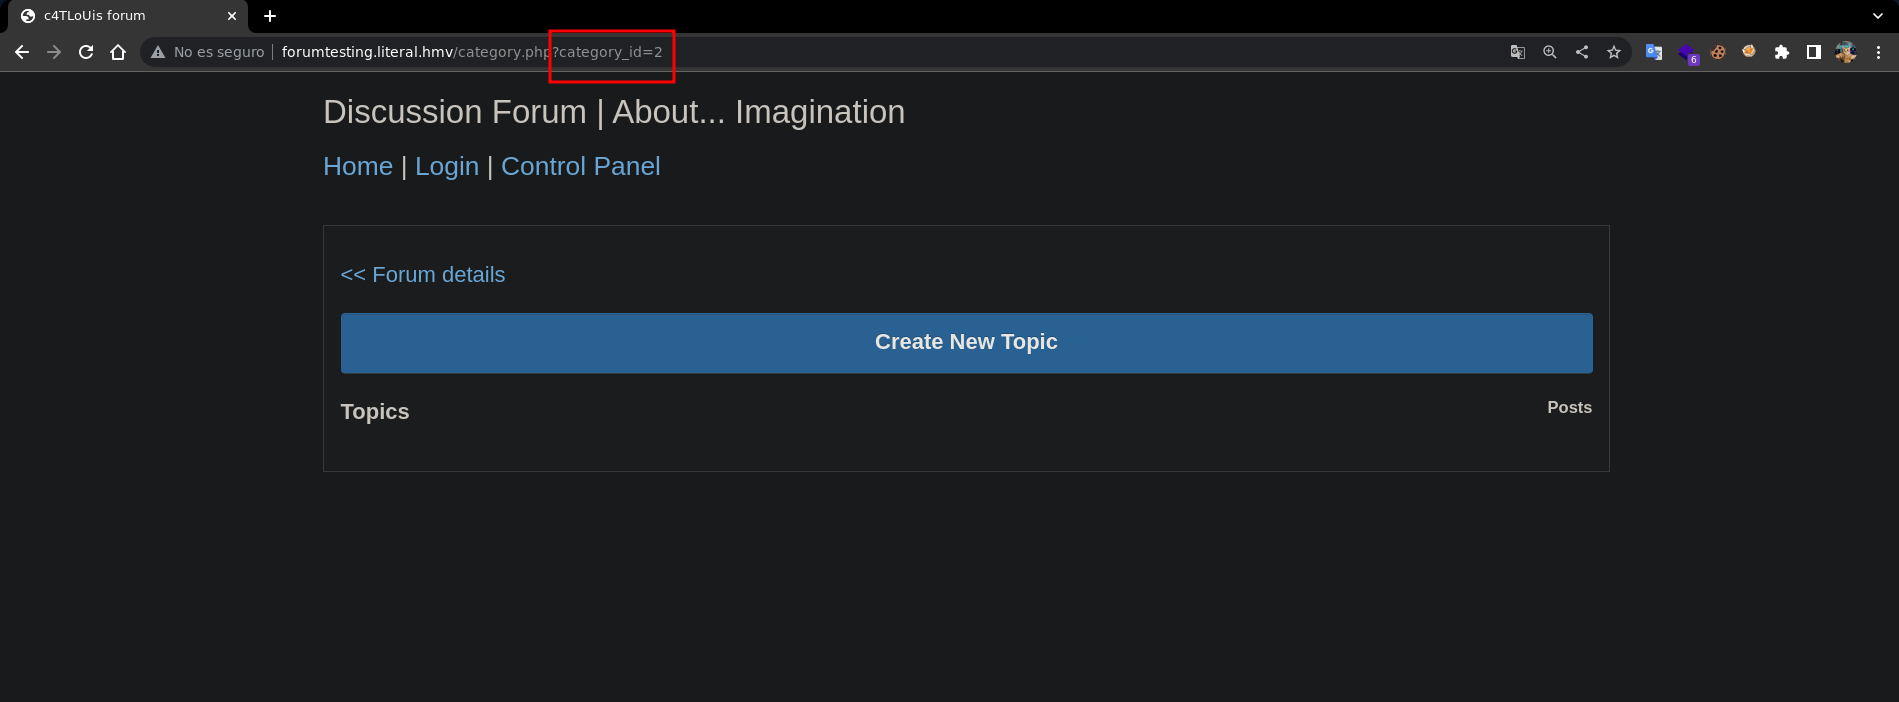 c4TLoUis forum
No es seguro | forumtesting.literal.hmv/category.php?category_id=2
6
Discussion Forum | About... Imagination
Home | Login | Control Panel
<< Forum details
Create New Topic
Topics Posts